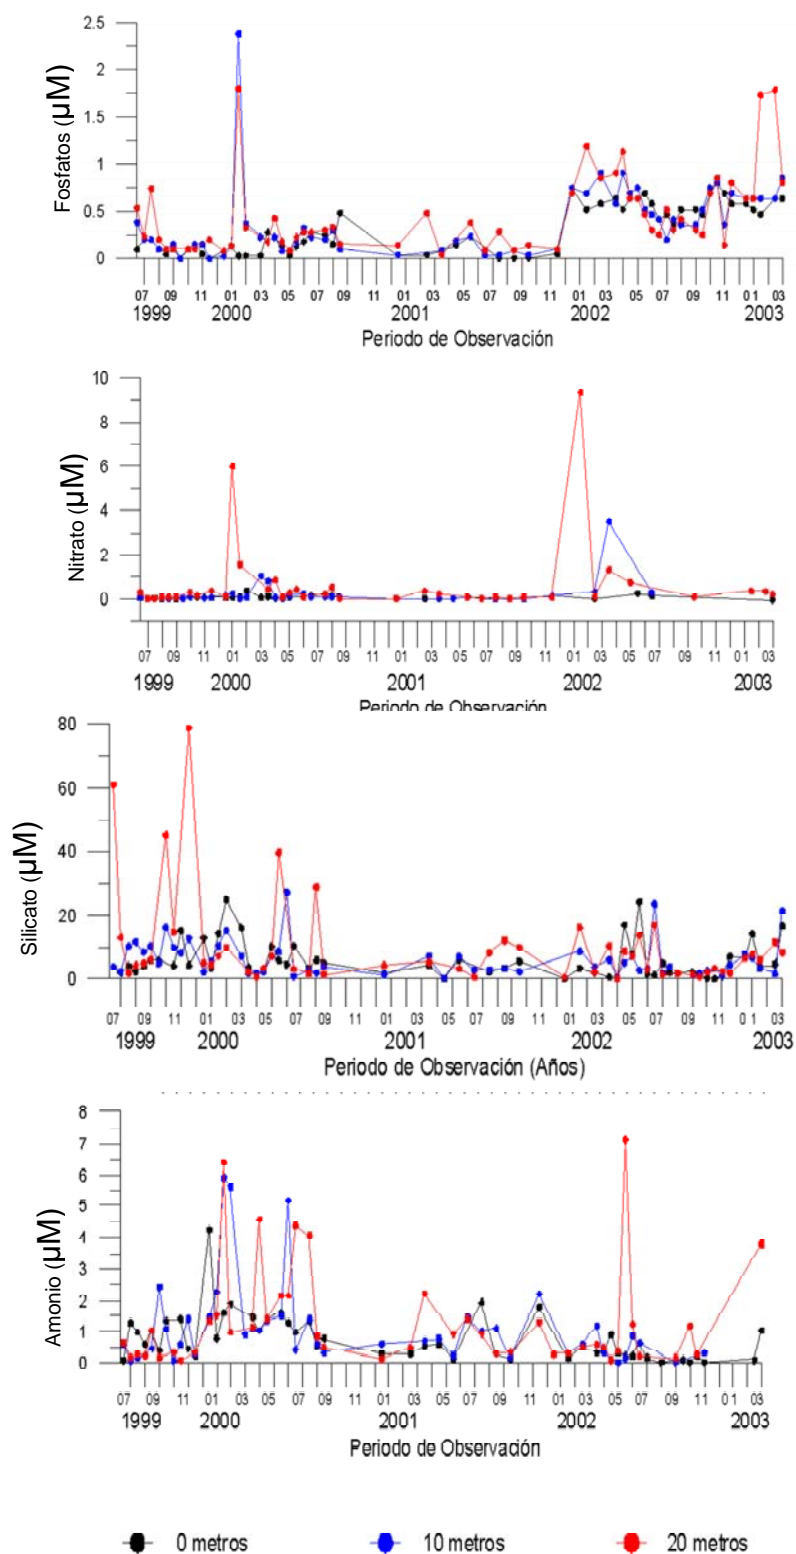 2.5
2
1.5
1
0.5
0
Fosfatos (µM)
07 09 11 01 03 05 07 09 11 01 03 05 07 09 11 02 03 05 07 09 11 01 03
1999 2000 2001 2002 2003
Periodo de Observación
10
8
6
4
2
0
Nitrato (µM)
07 09 11 01 03 05 07 09 11 01 03 05 07 09 11 01 03 05 07 09 11 01 03
1999 2000 2001 2002 2003
Periodo de Observación
80
60
40
20
0
Silicato (µM)
07 09 11 01 03 05 07 09 11 01 03 05 07 09 11 01 03 05 07 09 11 01 03
1999 2000 2001 2002 2003
Periodo de Observación (Años)
8
7
6
5
4
3
2
1
0
Amonio (µM)
07 09 11 01 03 05 07 09 11 01 03 05 07 09 11 01 03 05 07 09 11 01 03
1999 2000 2001 2002 2003
Periodo de Observación
0 metros 10 metros 20 metros